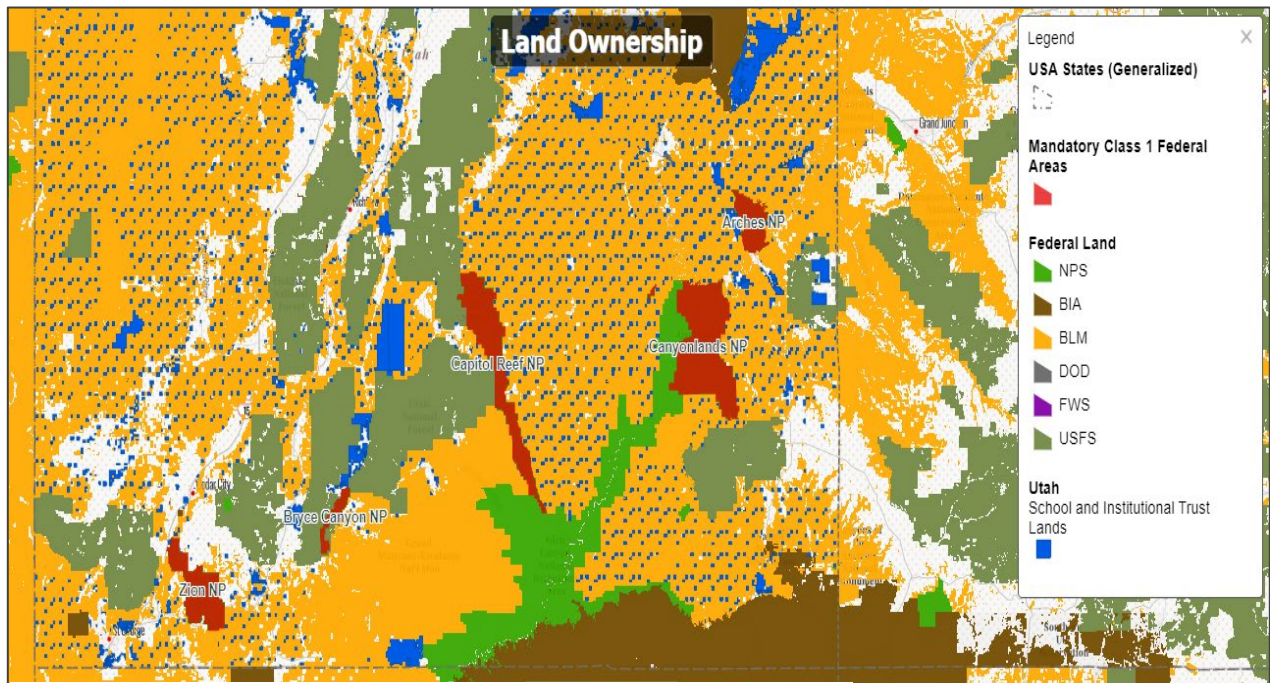 Land Ownership
Utah
Grand Junction
Arches NP
Canyonlands NP
Capitol Reef NP
15
Bryce Canyon NP
Zion NP
Legend
X
USA States (Generalized)
Mandatory Class 1 Federal
Areas
Federal Land
NPS
BIA
BLM
DOD
FWS
USFS
Utah
School and Institutional Trust
Lands